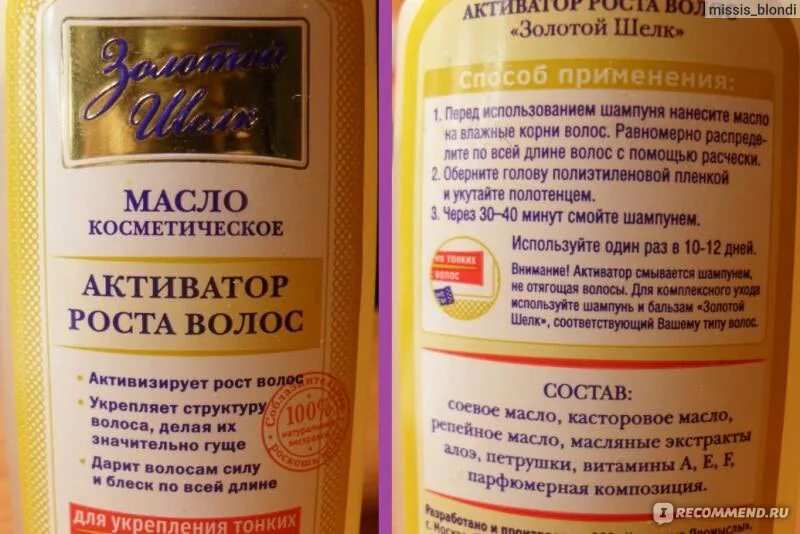 Золотой
Шелк
МАСЛО
КОСМЕТИЧЕСКОЕ
АКТИВАТОР
РОСТА ВОЛОС
• Активизирует рост волос
• Укрепляет структуру
волоса, делая их
значительно гуще
• Дарит волосам силу
и блеск по всей длине
100%
для укрепления тонких
missis_blondi
АКТИВАТОР РОСТА
«Золотой Шелк»
Способ применения:
1. Перед использованием шампуня нанесите масло
на влажные корни волос. Равномерно распреде-
лите по всей длине волос с помощью расчески.
2. Оберните голову полиэтиленовой пленкой
и укутайте полотенцем.
3. Через 30–40 минут смойте шампунем.
Используйте один раз в 10-12 дней.
тонких
волос
Внимание! Активатор смывается шампунем,
не отягощая волосы. Для комплексного ухода
используйте шампунь и бальзам «Золотой
Шелк», соответствующий Вашему типу волос.
СОСТАВ:
соевое масло, касторовое масло,
репейное масло, масляные экстракты
алоэ, петрушки, витамины А, Е, F,
парфюмерная композиция.
Разработано и
IRECOMMEND.RU